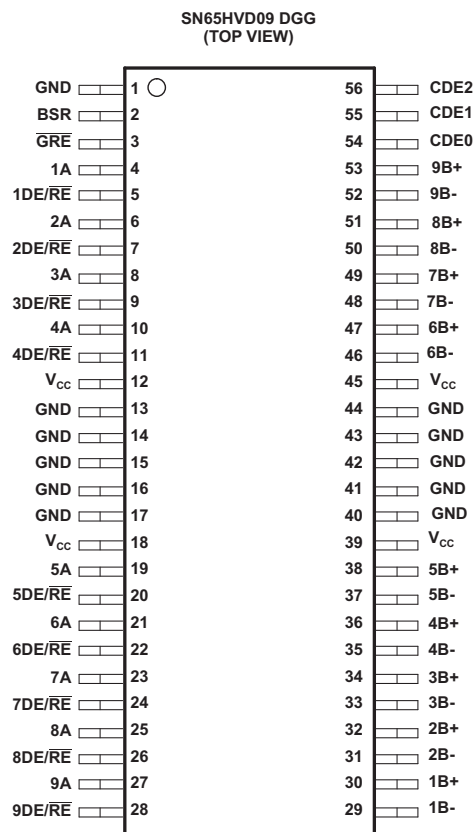 SN65HVD09 DGG
(TOP VIEW)
GND 1 56 CDE2
BSR 2 55 CDE1
GRE 3 54 CDE0
1A 4 53 9B+
1DE/RE 5 52 9B-
2A 6 51 8B+
2DE/RE 7 50 8B-
3A 8 49 7B+
3DE/RE 9 48 7B-
4A 10 47 6B+
4DE/RE 11 46 6B-
VCC 12 45 VCC
GND 13 44 GND
GND 14 43 GND
GND 15 42 GND
GND 16 41 GND
GND 17 40 GND
VCC 18 39 VCC
5A 19 38 5B+
5DE/RE 20 37 5B-
6A 21 36 4B+
6DE/RE 22 35 4B-
7A 23 34 3B+
7DE/RE 24 33 3B-
8A 25 32 2B+
8DE/RE 26 31 2B-
9A 27 30 1B+
9DE/RE 28 29 1B-